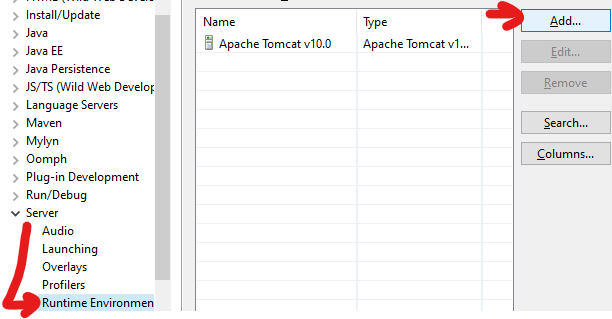 Install/Update
Java
Java EE
Java Persistence
JS/TS (Wild Web Develop
Language Servers
Maven
Mylyn
Oomph
Plug-in Development
Run/Debug
Server
Audio
Launching
Overlays
Profilers
Runtime Environmen
Name Type
Apache Tomcat v10.0 Apache Tomcat v1...
Add...
Edit...
Remove
Search...
Columns...